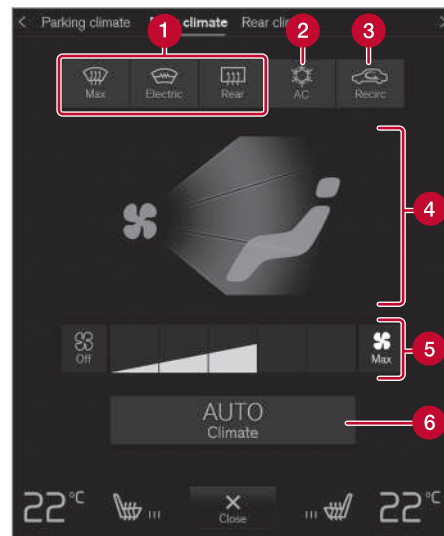 Parking climate climate Rear
1 2 3
Max Electric Rear AC Recirc
4
Off Max 5
AUTO
Climate 6
22°C Close 22°C